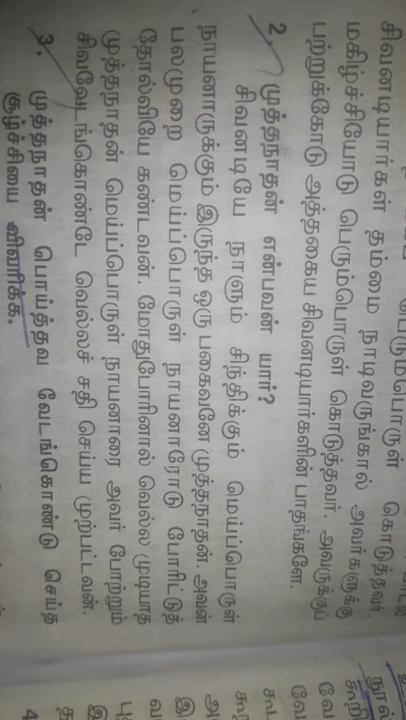 பெரும்பொருள் கொடுத்தவர்.
சிவனடியார்கள் தம்மை நாடிவருங்கால் அவர்களுக்கு
மகிழ்ச்சியோடு பெரும்பொருள் கொடுத்தவர். அவருக்குப்
பற்றுக்கோடு அத்தகைய சிவனடியார்களின் பாதங்களே.
2. முத்தநாதன் என்பவன் யார்?
சிவனடியே நாளும் சிந்திக்கும் மெய்ப்பொருள்
நாயனாருக்கும் இருந்த ஒரு பகைவனே முத்தநாதன். அவன்
பலமுறை மெய்ப்பொருள் நாயனாரோடு போரிட்டுத்
தோல்வியே கண்டவன். மோதுபோரினால் வெல்ல முடியாத
முத்தநாதன் மெய்ப்பொருள் நாயனாரை அவர் போற்றும்
சிவவேடங்கொண்டே வெல்லச் சதி செய்ய முற்பட்டவன்.
3. முத்தநாதன் பொய்த்தவ வேடங்கொண்டு செய்த
சூழ்ச்சியை விவரிக்க.
நூல்
கூறி
வே
வே
கூ
அ
இ
வ
பு
இ
த
4